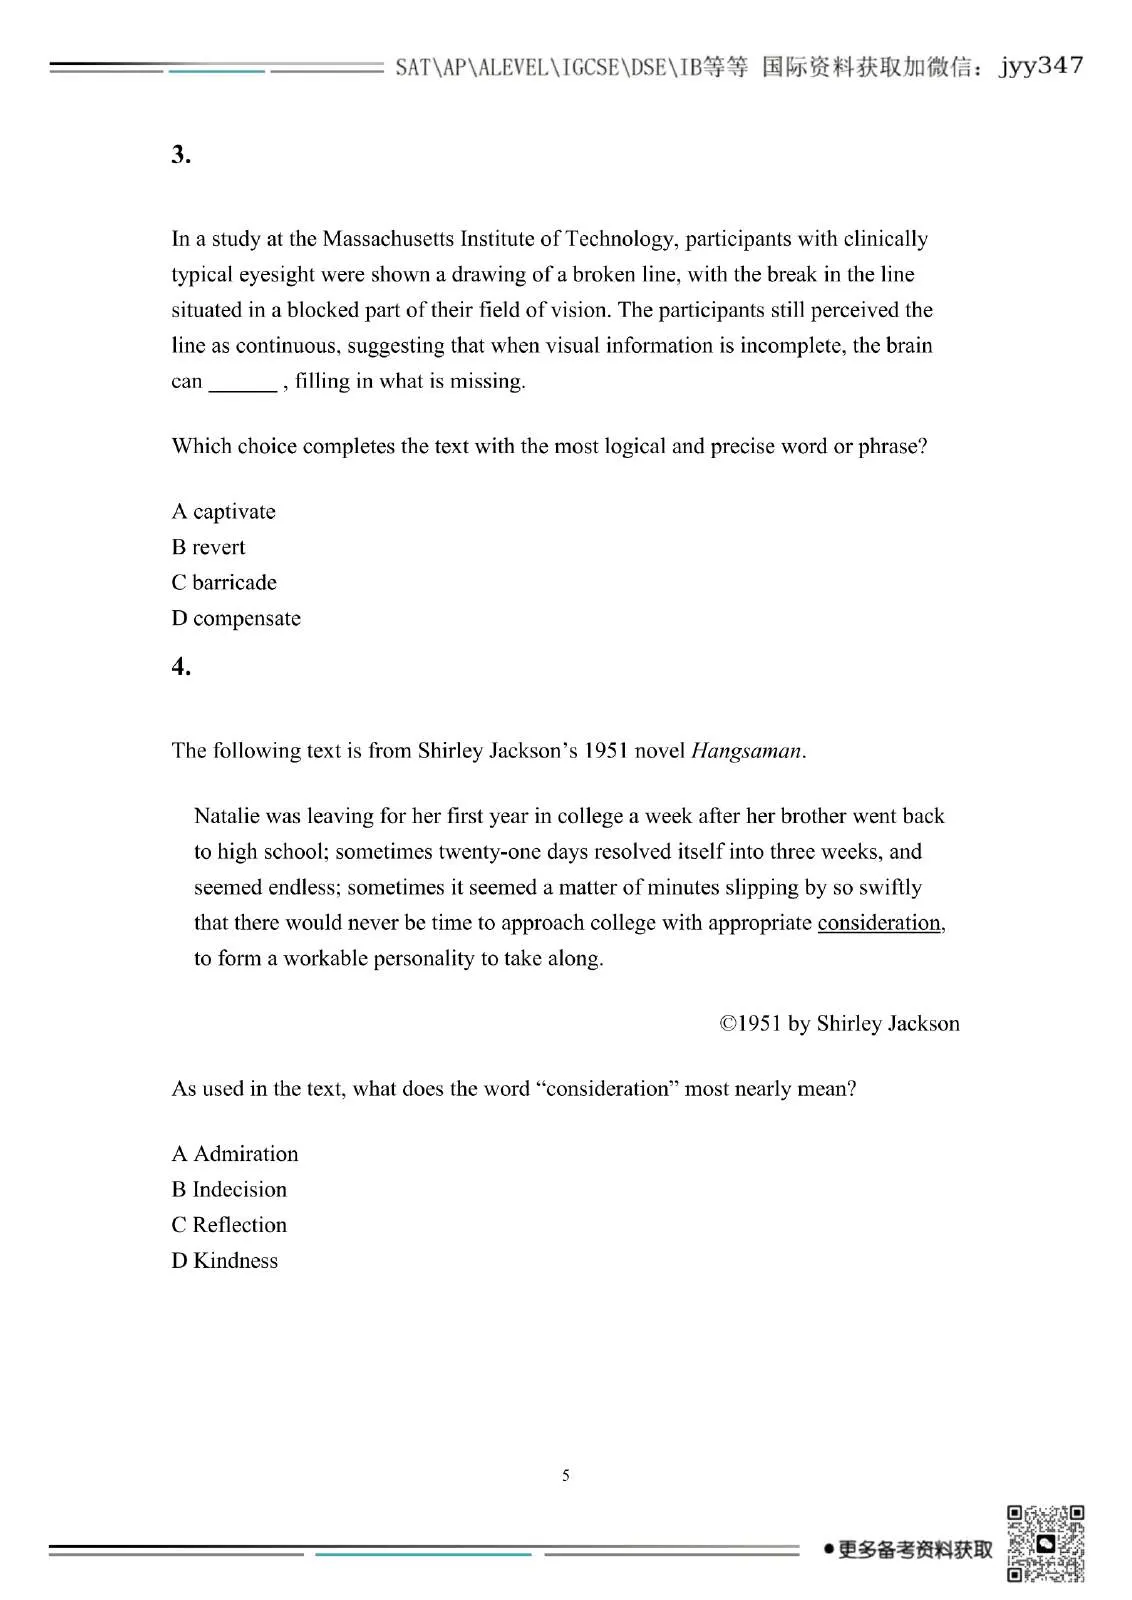 SAT\AP\ALEVEL\IGCSE\DSE\IB等等 国际资料获取加微信： jyy347
3.
In a study at the Massachusetts Institute of Technology, participants with clinically
typical eyesight were shown a drawing of a broken line, with the break in the line
situated in a blocked part of their field of vision. The participants still perceived the
line as continuous, suggesting that when visual information is incomplete, the brain
can ______ , filling in what is missing.
Which choice completes the text with the most logical and precise word or phrase?
A captivate
B revert
C barricade
D compensate
4.
The following text is from Shirley Jackson’s 1951 novel Hangsaman.
Natalie was leaving for her first year in college a week after her brother went back
to high school; sometimes twenty-one days resolved itself into three weeks, and
seemed endless; sometimes it seemed a matter of minutes slipping by so swiftly
that there would never be time to approach college with appropriate consideration,
to form a workable personality to take along.
©1951 by Shirley Jackson
As used in the text, what does the word “consideration” most nearly mean?
A Admiration
B Indecision
C Reflection
D Kindness
5
●更多备考资料获取